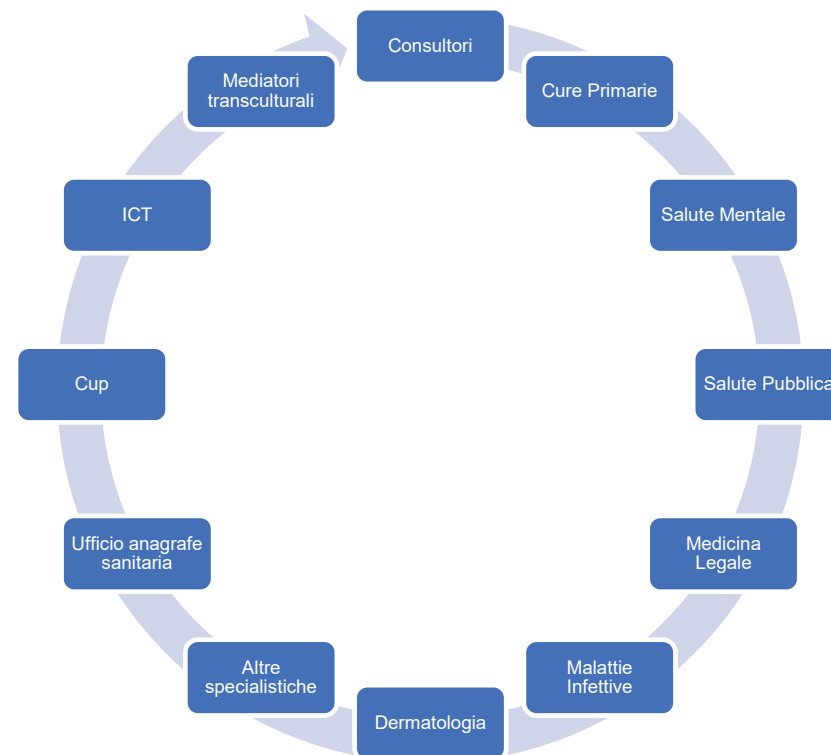 Consultori
Cure Primarie
Salute Mentale
Salute Pubblica
Medicina
Legale
Malattie
Infettive
Dermatologia
Altre
specialistiche
Ufficio anagrafe
sanitaria
Cup
ICT
Mediatori
transculturali